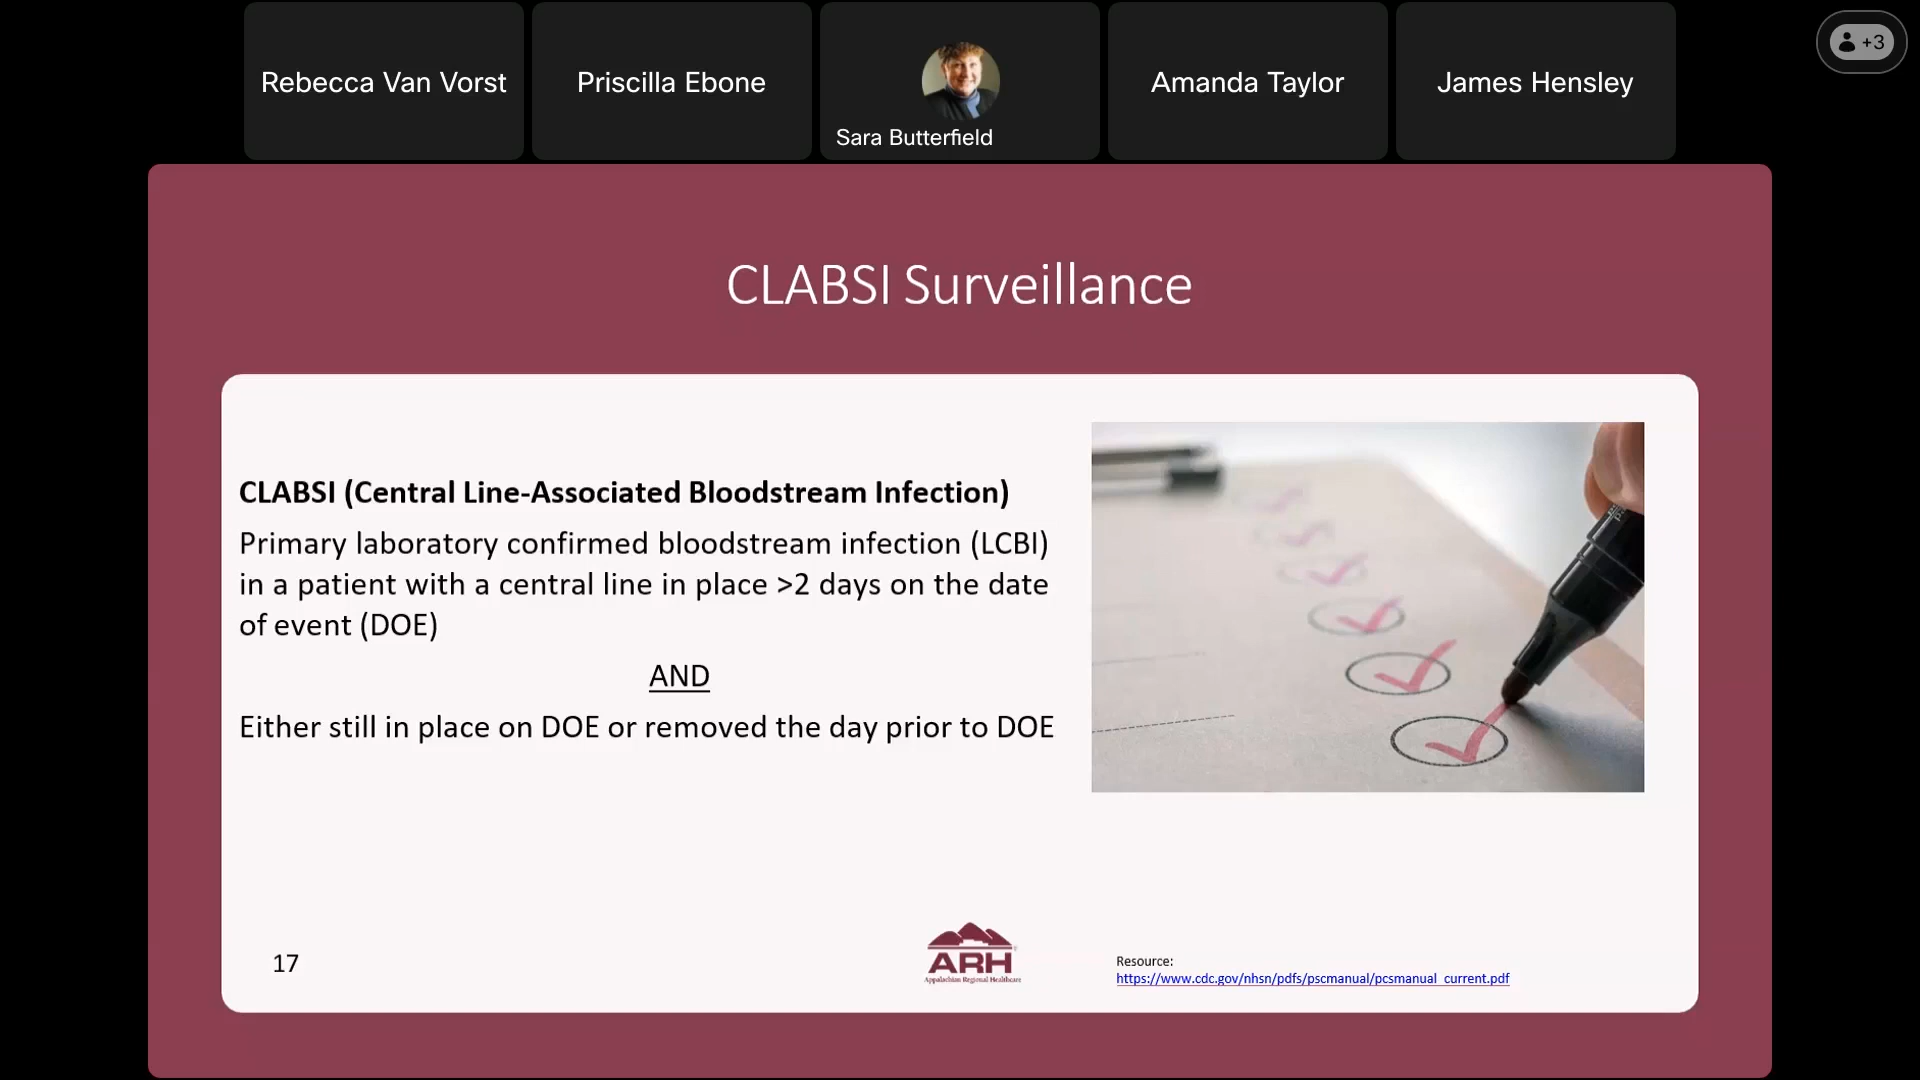 Rebecca Van Vorst
Priscilla Ebone
Sara Butterfield
Amanda Taylor
James Hensley
+3
CLABSI Surveillance
CLABSI (Central Line-Associated Bloodstream Infection)
Primary laboratory confirmed bloodstream infection (LCBI)
in a patient with a central line in place >2 days on the date
of event (DOE)
AND
Either still in place on DOE or removed the day prior to DOE
17
ARH
Appalachian Regional Healthcare
Resource:
https://www.cdc.gov/nhsn/pdfs/pscmanual/pcsmanual_current.pdf